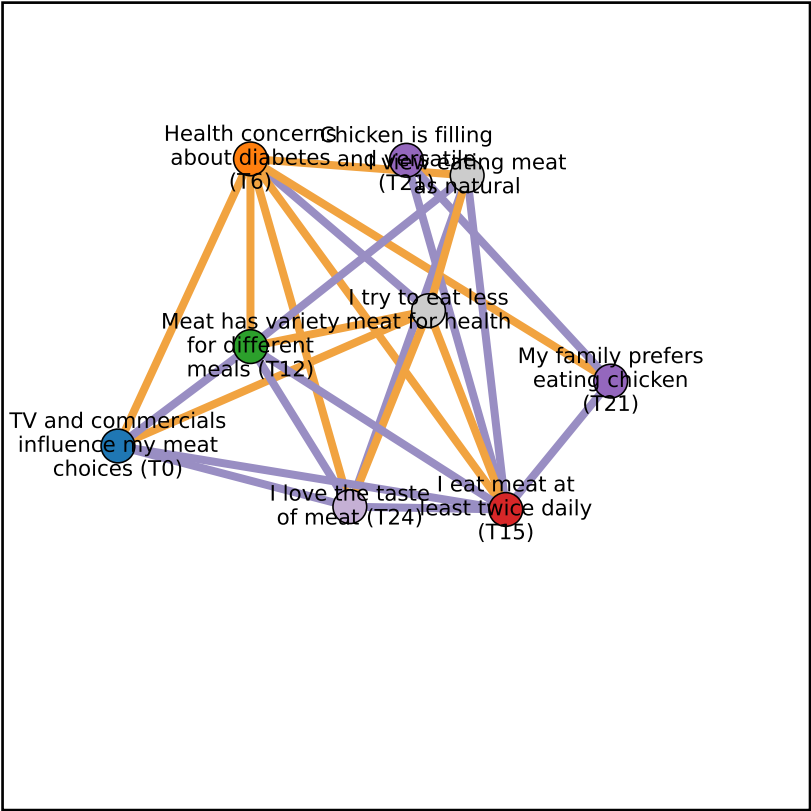 Health concerns
about diabetes
(T6)
Chicken is filling
and versatile
(T21)
I view eating meat
as natural
I try to eat less
meat for health
Meat has variety
for different
meals (T12)
My family prefers
eating chicken
(T21)
TV and commercials
influence my meat
choices (T0)
I love the taste
of meat (T24)
I eat meat at
least twice daily
(T15)